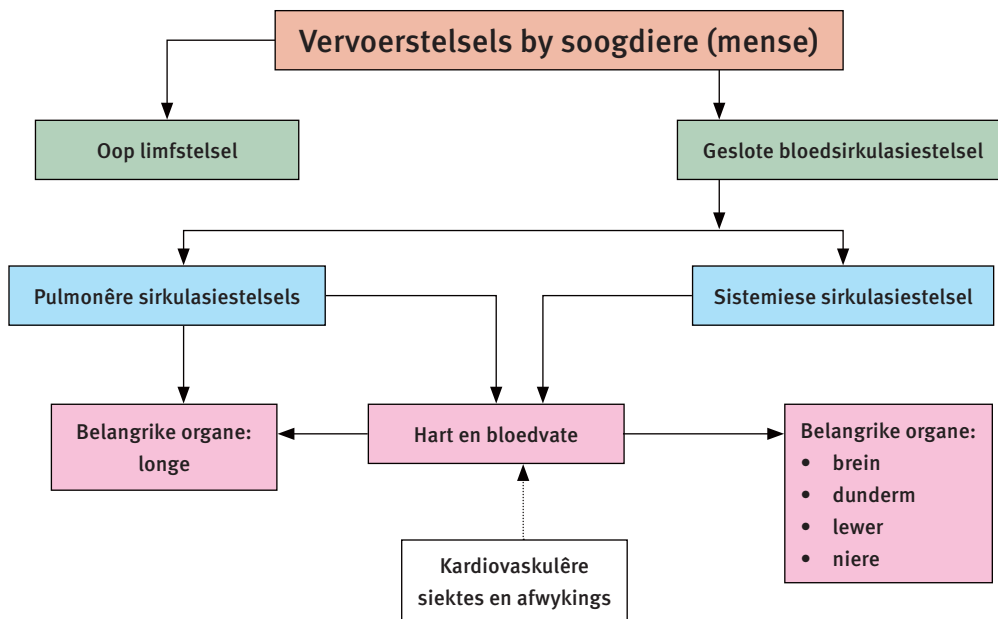 Vervoerstelsels by soogdiere (mense)
Oop limfstelsel
Geslote bloedsirkulasiestelsel
Pulmonêre sirkulasiestelsels
Sistemiese sirkulasiestelsel
Belangrike organe:
longe
Hart en bloedvate
Belangrike organe:
• brein
• dunderm
• lewer
• niere
Kardiovaskulêre
siektes en afwykings